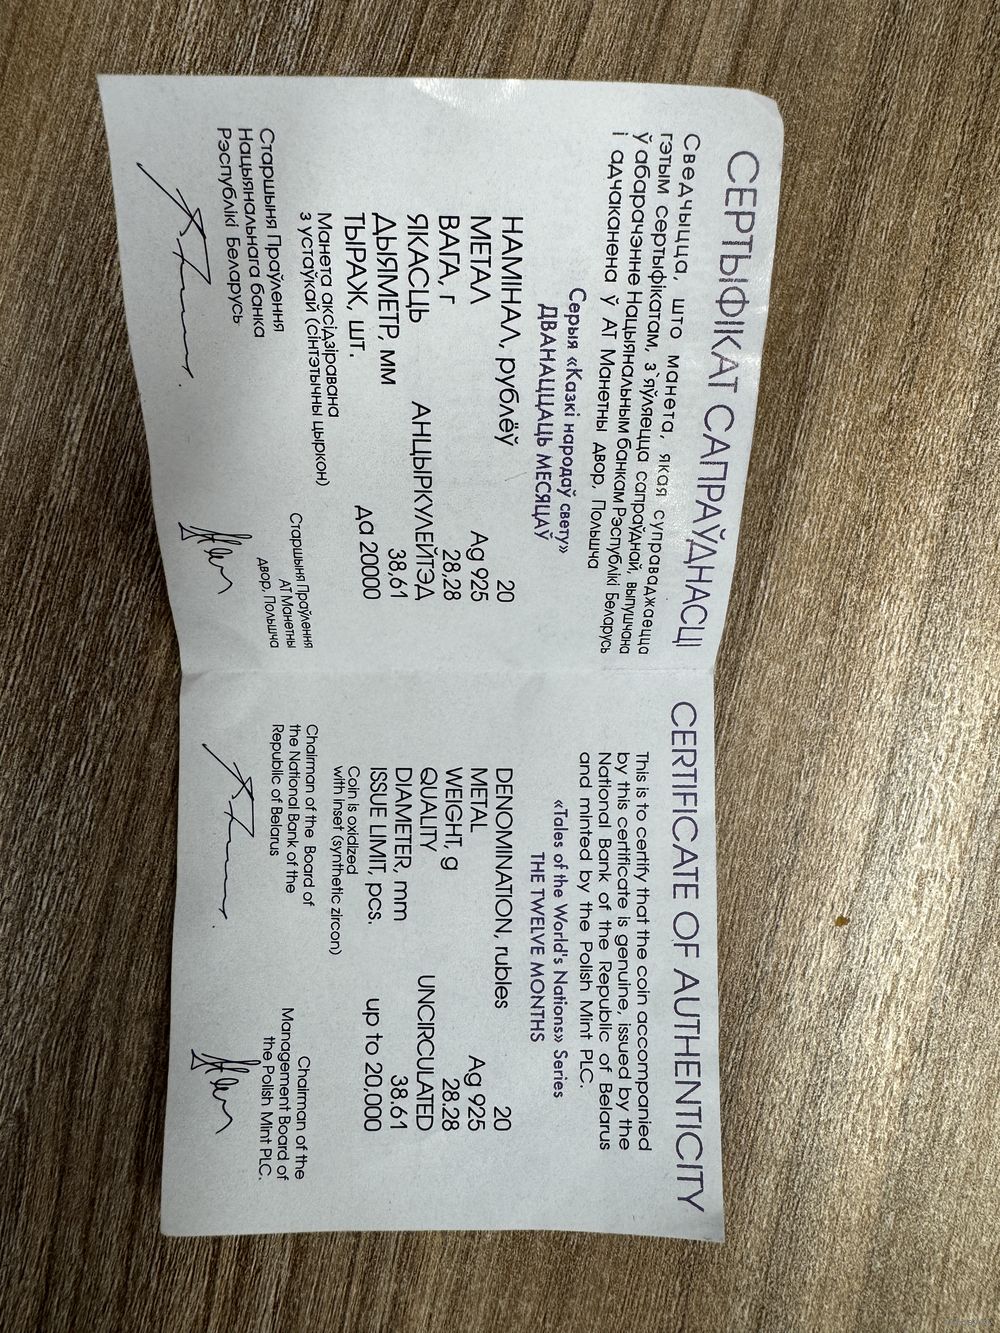 СЕРТЫФІКАТ САПРАЎДНАСЦІ
Сведчыцца, што манета, якая суправаджаецца
гэтым сертыфікатам, з`яўляецца сапраўднай, выпушчана
ў абарачэнне Нацыянальным банкам Рэспублікі Беларусь
і адчаканена ў АТ Манетны двор, Польшча
Серыя «Казкі народаў свету»
ДВАНАЦЦАЦЬ МЕСЯЦАЎ
НАМІНАЛ, рублёў 20
МЕТАЛ Ag 925
ВАГА, г 28,28
ЯКАСЦЬ АНЦЫРКУЛЕЙТЭД
ДЫЯМЕТР, мм 38,61
ТЫРАЖ, шт. да 20000
Манета аксідзіравана
з устаўкай (сінтэтычны цыркон)
Старшыня Праўлення
Нацыянальнага банка
Рэспублікі Беларусь
Старшыня Праўлення
АТ Манетны
двор, Польшча
CERTIFICATE OF AUTHENTICITY
This is to certify that the coin accompanied
by this certificate is genuine, issued by the
National Bank of the Republic of Belarus
and minted by the Polish Mint PLC.
«Tales of the World's Nations» Series
THE TWELVE MONTHS
DENOMINATION, rubles 20
METAL Ag 925
WEIGHT, g 28.28
QUALITY UNCIRCULATED
DIAMETER, mm 38.61
ISSUE LIMIT, pcs. up to 20,000
Coin is oxidized
with inset (synthetic zircon)
Chairman of the Board of
the National Bank of the
Republic of Belarus
Chairman of the
Management Board of
the Polish Mint PLC.